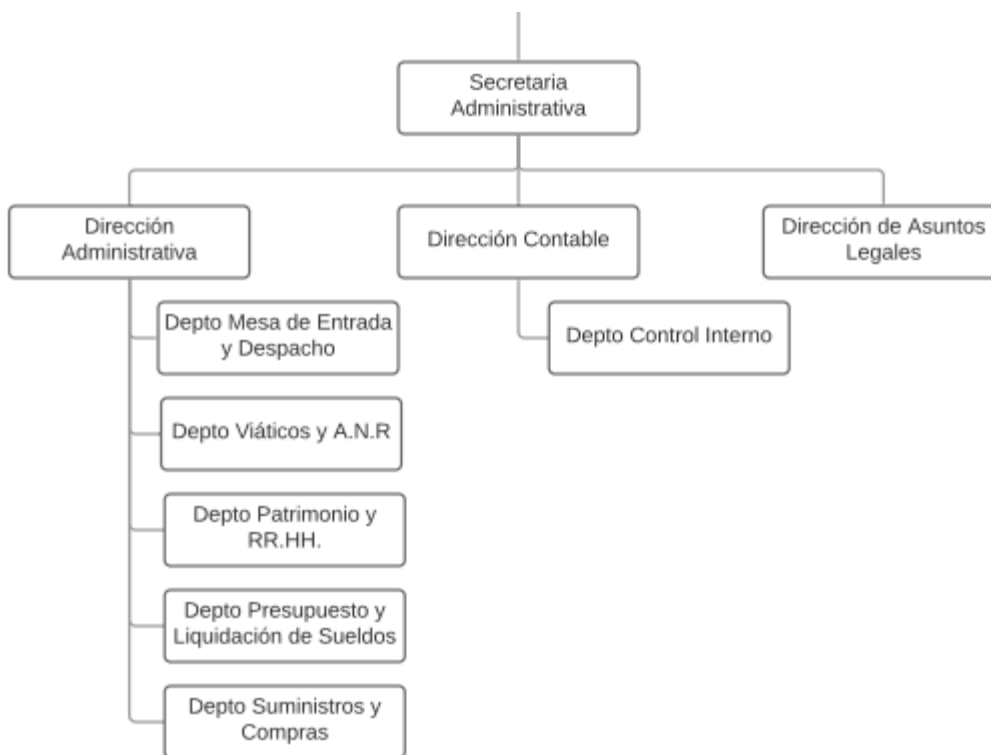 Secretaria
Administrativa
Dirección
Administrativa
Dirección Contable
Dirección de Asuntos
Legales
Depto Mesa de Entrada
y Despacho
Depto Control Interno
Depto Viáticos y A.N.R
Depto Patrimonio y
RR.HH.
Depto Presupuesto y
Liquidación de Sueldos
Depto Suministros y
Compras